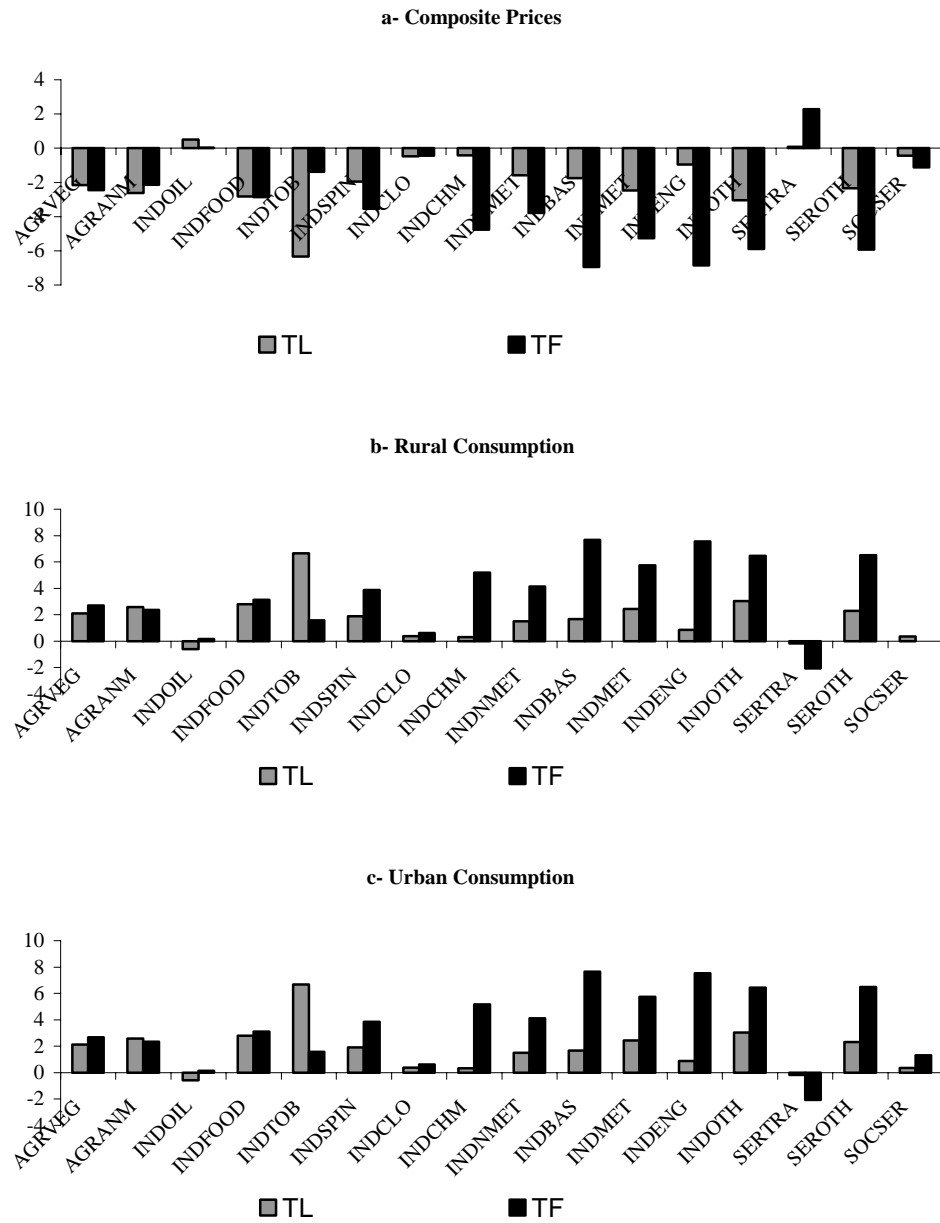 a- Composite Prices
4
2
0
-2
-4
-6
-8
AGRVEG AGRANM INDOIL INDFOOD INDTOB INDSPIN INDCLO INDCHM INDNMET INDBAS INDMET INDENG INDOTH SERTRA SEROTH SOCSER
TL TF
b- Rural Consumption
10
8
6
4
2
0
-2
-4
AGRVEG AGRANM INDOIL INDFOOD INDTOB INDSPIN INDCLO INDCHM INDNMET INDBAS INDMET INDENG INDOTH SERTRA SEROTH SOCSER
TL TF
c- Urban Consumption
10
8
6
4
2
0
-2
-4
AGRVEG AGRANM INDOIL INDFOOD INDTOB INDSPIN INDCLO INDCHM INDNMET INDBAS INDMET INDENG INDOTH SERTRA SEROTH SOCSER
TL TF